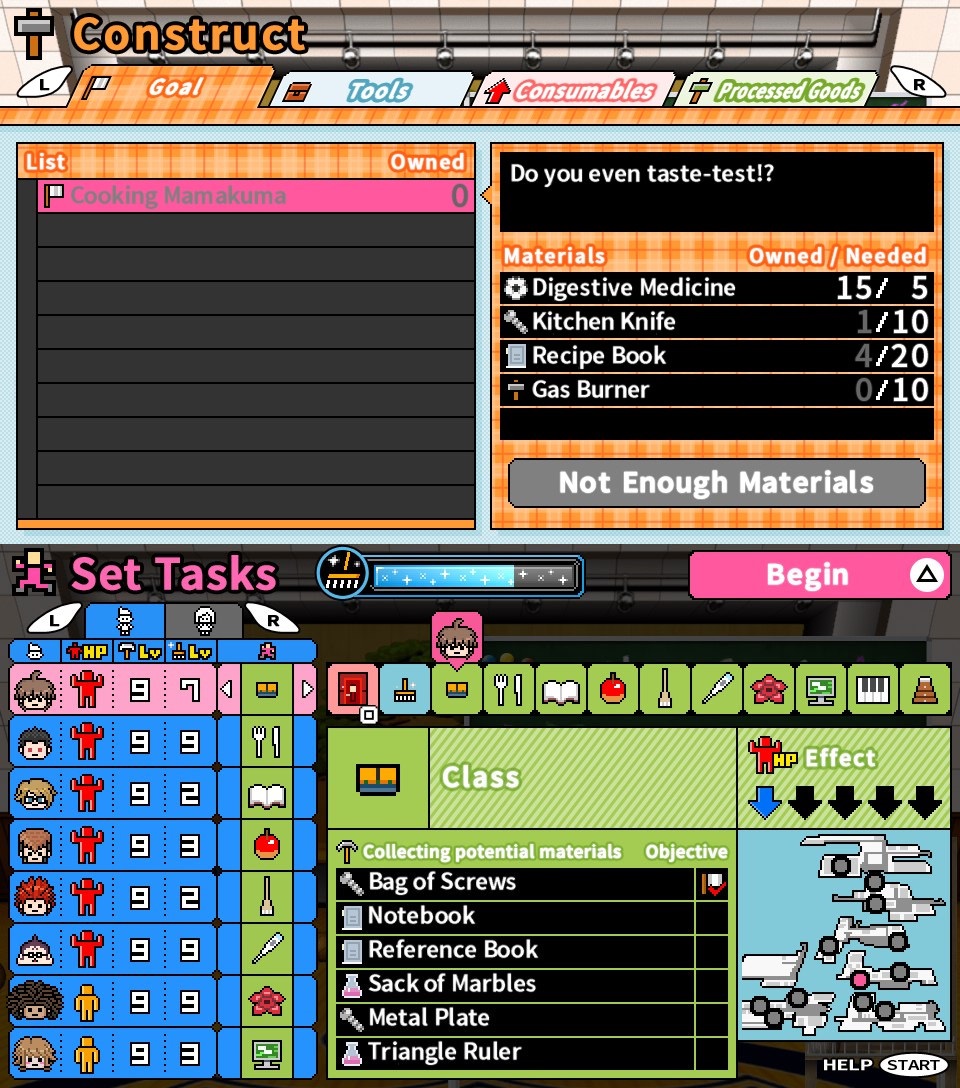 Construct
L
Goal
Tools
Consumables
Processed Goods
R
List Owned
Cooking Mamakuma 0
Do you even taste-test!?
Materials Owned / Needed
Digestive Medicine 15/ 5
Kitchen Knife 1/10
Recipe Book 4/20
Gas Burner 0/10
Not Enough Materials
Set Tasks
Begin
L
R
HP Lv Lv
9 7
9 9
9 2
9 3
9 2
9 9
9 9
9 3
Class
HP Effect
Collecting potential materials Objective
Bag of Screws
Notebook
Reference Book
Sack of Marbles
Metal Plate
Triangle Ruler
HELP START